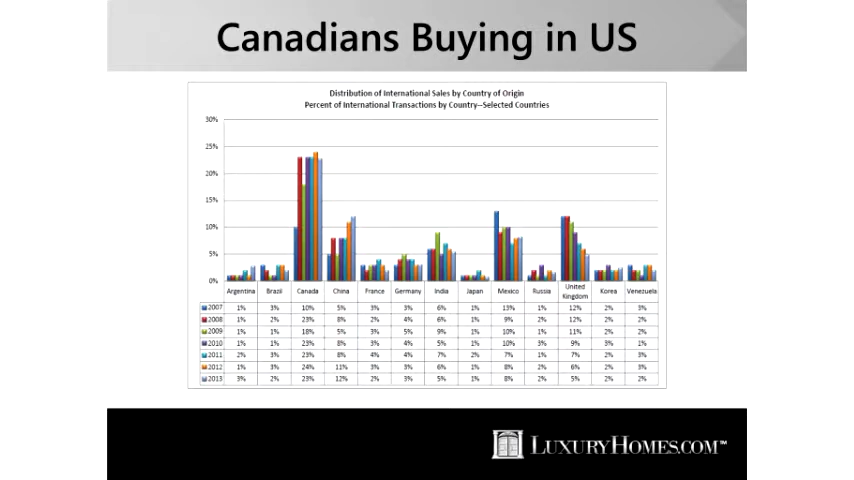 Canadians Buying in US
Distribution of International Sales by Country of Origin
Percent of International Transactions by Country--Selected Countries
30%
25%
20%
15%
10%
5%
0%
Argentina Brazil Canada China France Germany India Japan Mexico Russia United Kingdom Korea Venezuela
2007 1% 3% 10% 5% 3% 3% 6% 1% 13% 1% 12% 2% 3%
2008 1% 2% 23% 8% 2% 4% 6% 1% 9% 2% 12% 2% 2%
2009 1% 1% 18% 5% 3% 5% 9% 1% 10% 1% 11% 2% 2%
2010 1% 1% 23% 8% 3% 4% 5% 1% 10% 3% 9% 3% 1%
2011 2% 3% 23% 8% 4% 4% 7% 2% 7% 1% 7% 2% 3%
2012 1% 3% 24% 11% 3% 3% 6% 1% 8% 2% 6% 2% 3%
2013 3% 2% 23% 12% 2% 3% 5% 1% 8% 2% 5% 2% 2%
LUXURYHOMES.COM™